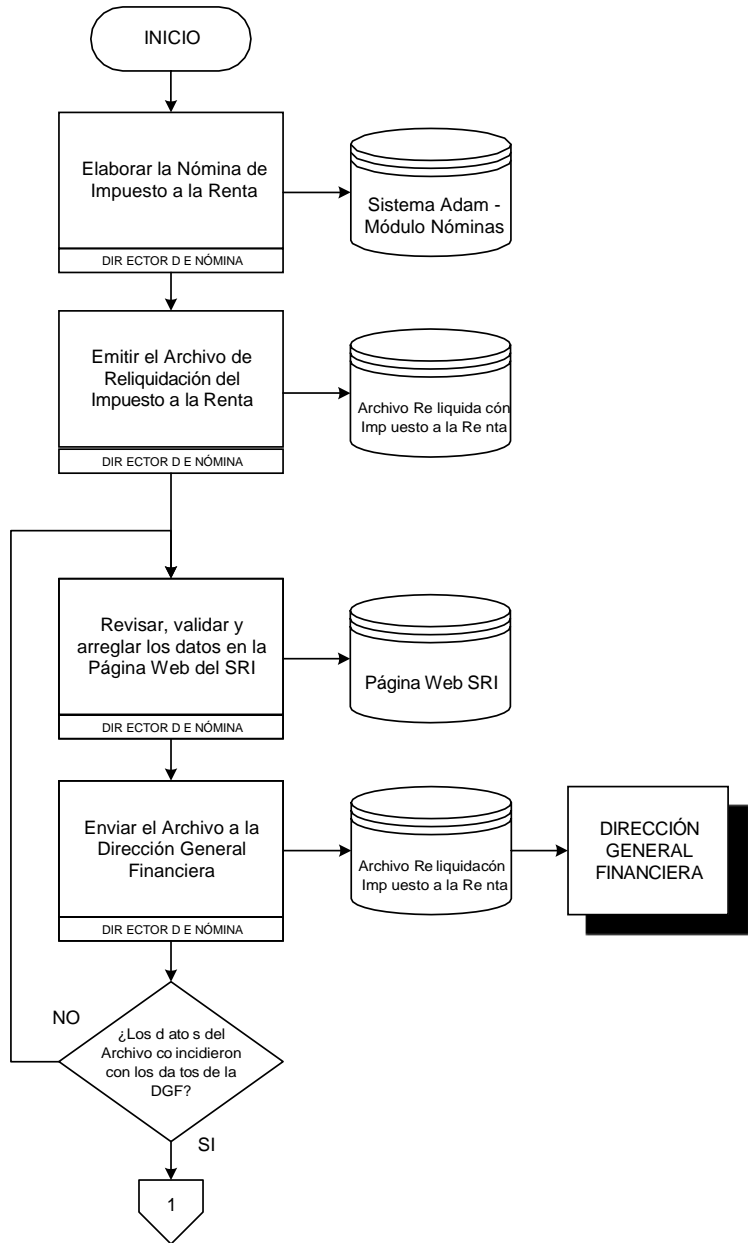 INICIO
Elaborar la Nómina de
Impuesto a la Renta
DIR ECTOR D E NÓMINA
Sistema Adam -
Módulo Nóminas
Emitir el Archivo de
Reliquidación del
Impuesto a la Renta
DIR ECTOR D E NÓMINA
Archivo Re liquida cón
Imp uesto a la Re nta
Revisar, validar y
arreglar los datos en la
Página Web del SRI
DIR ECTOR D E NÓMINA
Página Web SRI
Enviar el Archivo a la
Dirección General
Financiera
DIR ECTOR D E NÓMINA
Archivo Re liquidacón
Imp uesto a la Re nta
DIRECCIÓN
GENERAL
FINANCIERA
NO
¿Los d ato s del
Archivo co incidieron
con los da tos de la
DGF?
SI
1